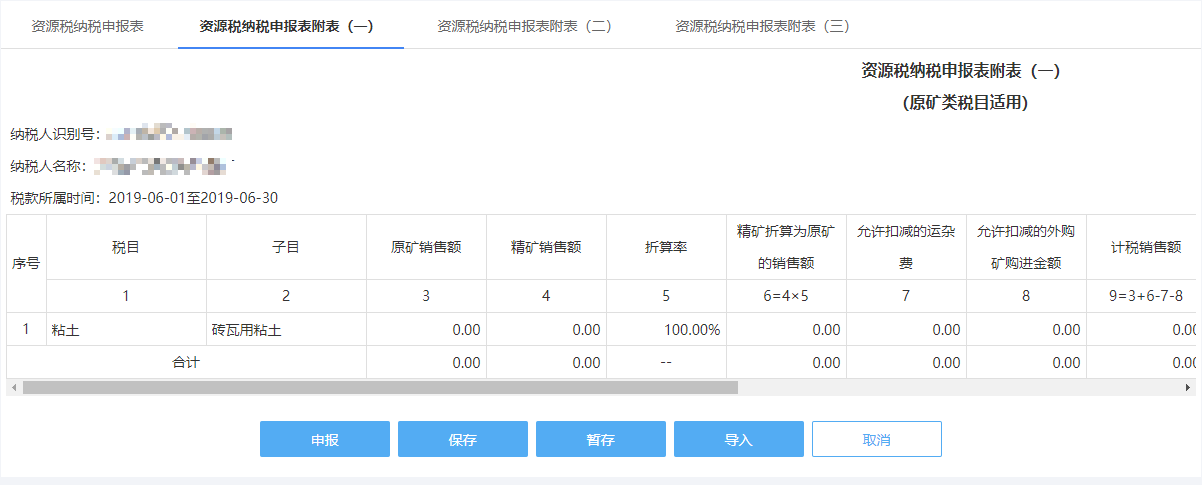 资源税纳税申报表 资源税纳税申报表附表（一） 资源税纳税申报表附表（二） 资源税纳税申报表附表（三）
资源税纳税申报表附表（一）
(原矿类税目适用)
纳税人识别号:
纳税人名称:
税款所属时间: 2019-06-01至2019-06-30
序号 税目 子目 原矿销售额 精矿销售额 折算率 精矿折算为原矿的销售额 允许扣减的运杂费 允许扣减的外购矿购进金额 计税销售额
1 2 3 4 5 6=4×5 7 8 9=3+6-7-8
1 粘土 砖瓦用粘土 0.00 0.00 100.00% 0.00 0.00 0.00 0.00
合计 0.00 0.00 -- 0.00 0.00 0.00 0.00
申报 保存 暂存 导入 取消